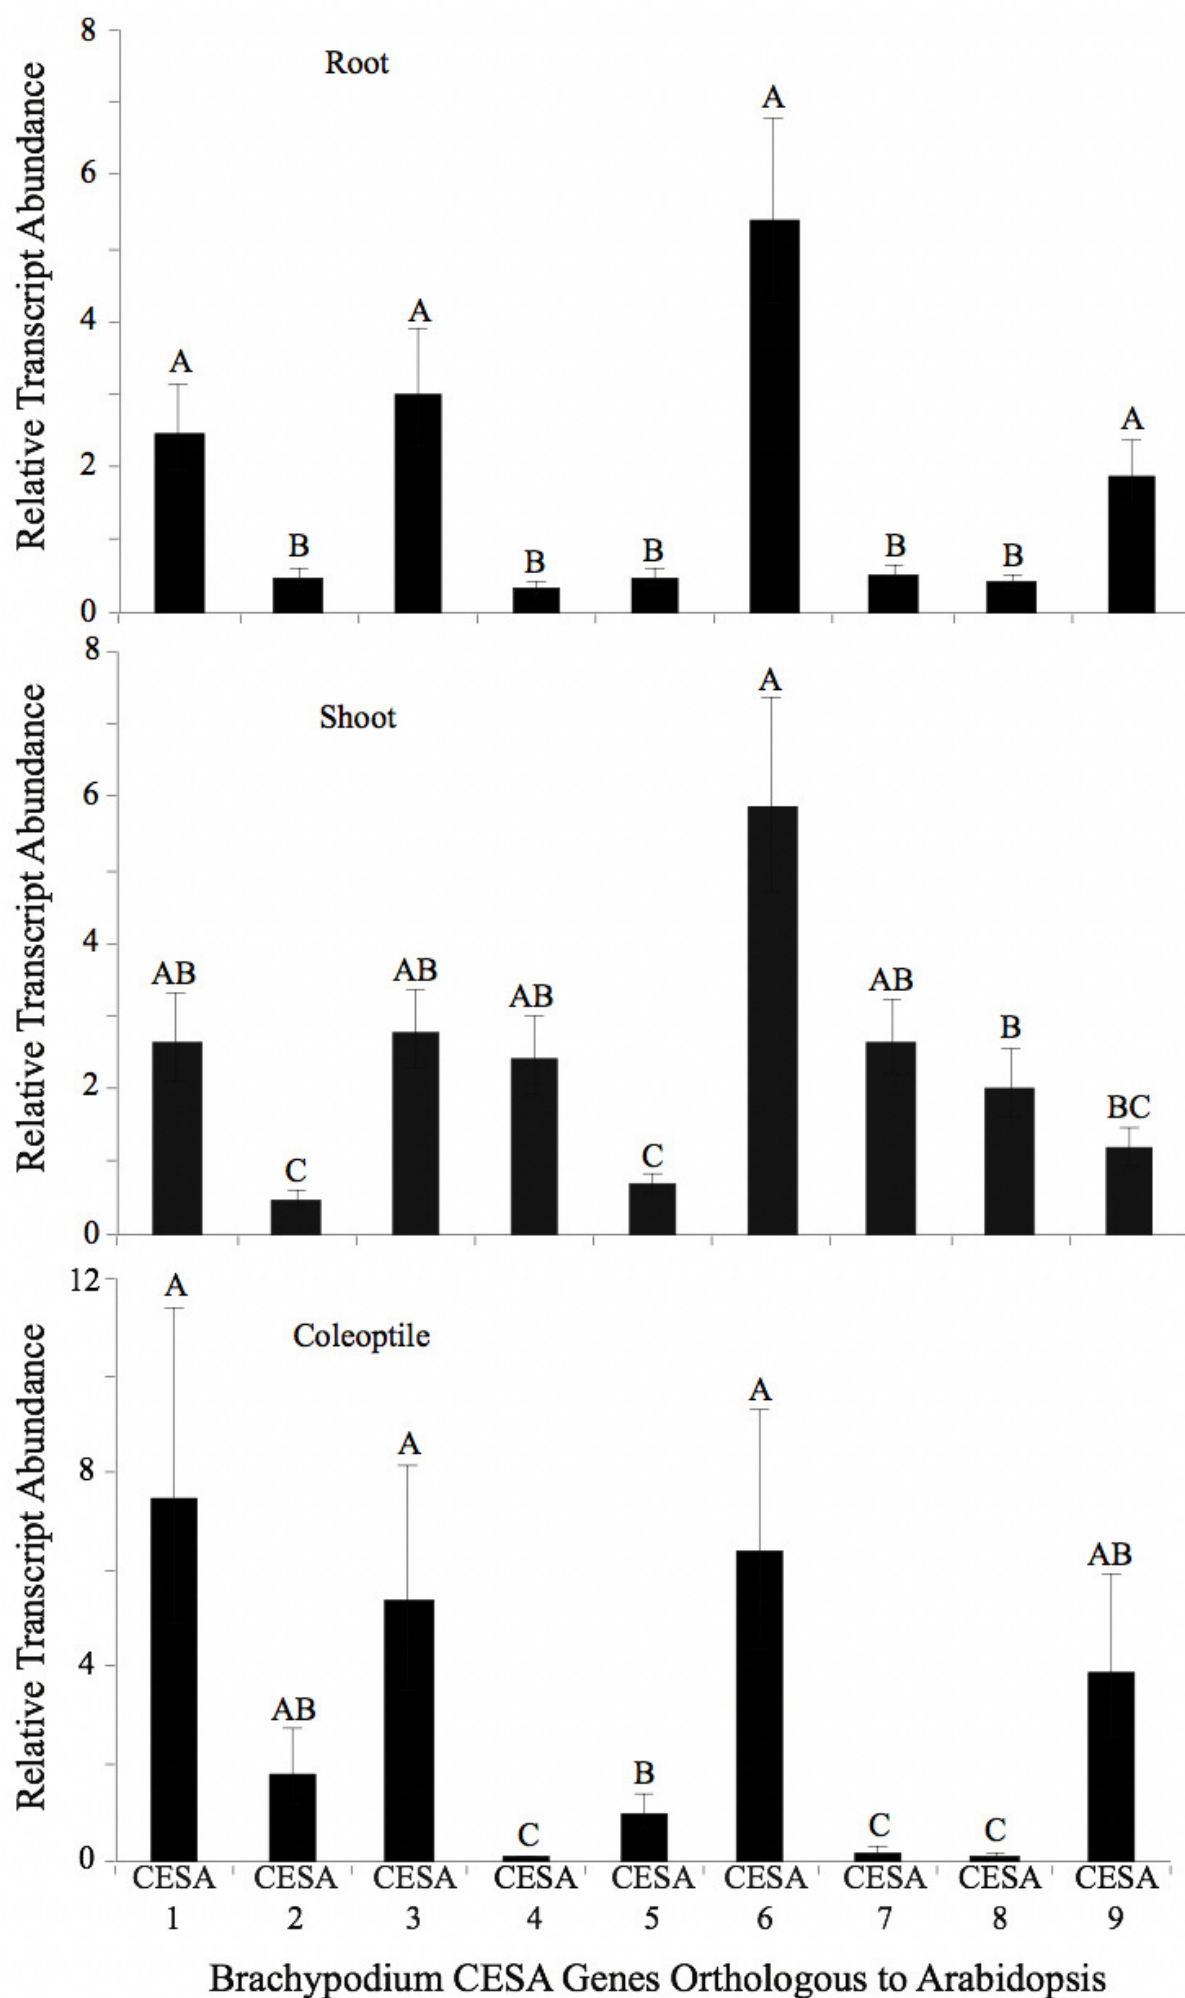 Relative Transcript Abundance
Root
8
6
4
2
0
A
B
A
B
B
A
B
B
A
Relative Transcript Abundance
Shoot
8
6
4
2
0
AB
C
AB
AB
C
A
AB
B
BC
Relative Transcript Abundance
Coleoptile
12
8
4
0
A
AB
A
C
B
A
C
C
AB
CESA CESA CESA CESA CESA CESA CESA CESA CESA
1 2 3 4 5 6 7 8 9
Brachypodium CESA Genes Orthologous to Arabidopsis